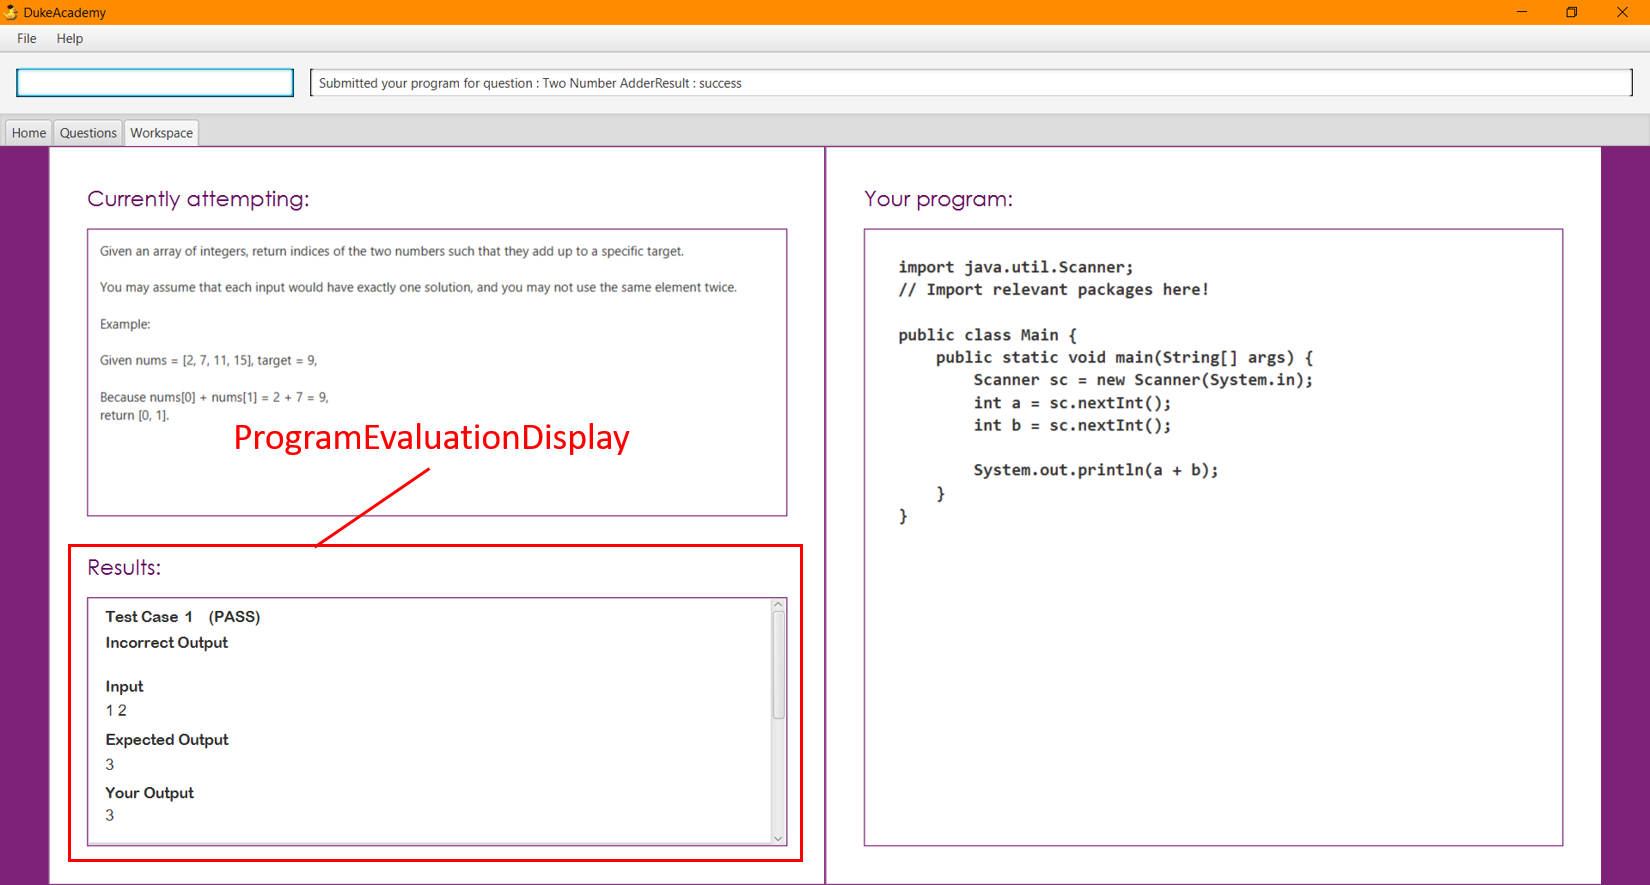 DukeAcademy
File Help
Submitted your program for question : Two Number AdderResult : success
Home Questions Workspace
Currently attempting:
Given an array of integers, return indices of the two numbers such that they add up to a specific target.
You may assume that each input would have exactly one solution, and you may not use the same element twice.
Example:
Given nums = [2, 7, 11, 15], target = 9,
Because nums[0] + nums[1] = 2 + 7 = 9,
return [0, 1].
ProgramEvaluationDisplay
Results:
Test Case 1 (PASS)
Incorrect Output
Input
1 2
Expected Output
3
Your Output
3
Your program:
import java.util.Scanner;
// Import relevant packages here!
public class Main {
    public static void main(String[] args) {
        Scanner sc = new Scanner(System.in);
        int a = sc.nextInt();
        int b = sc.nextInt();
        System.out.println(a + b);
    }
}